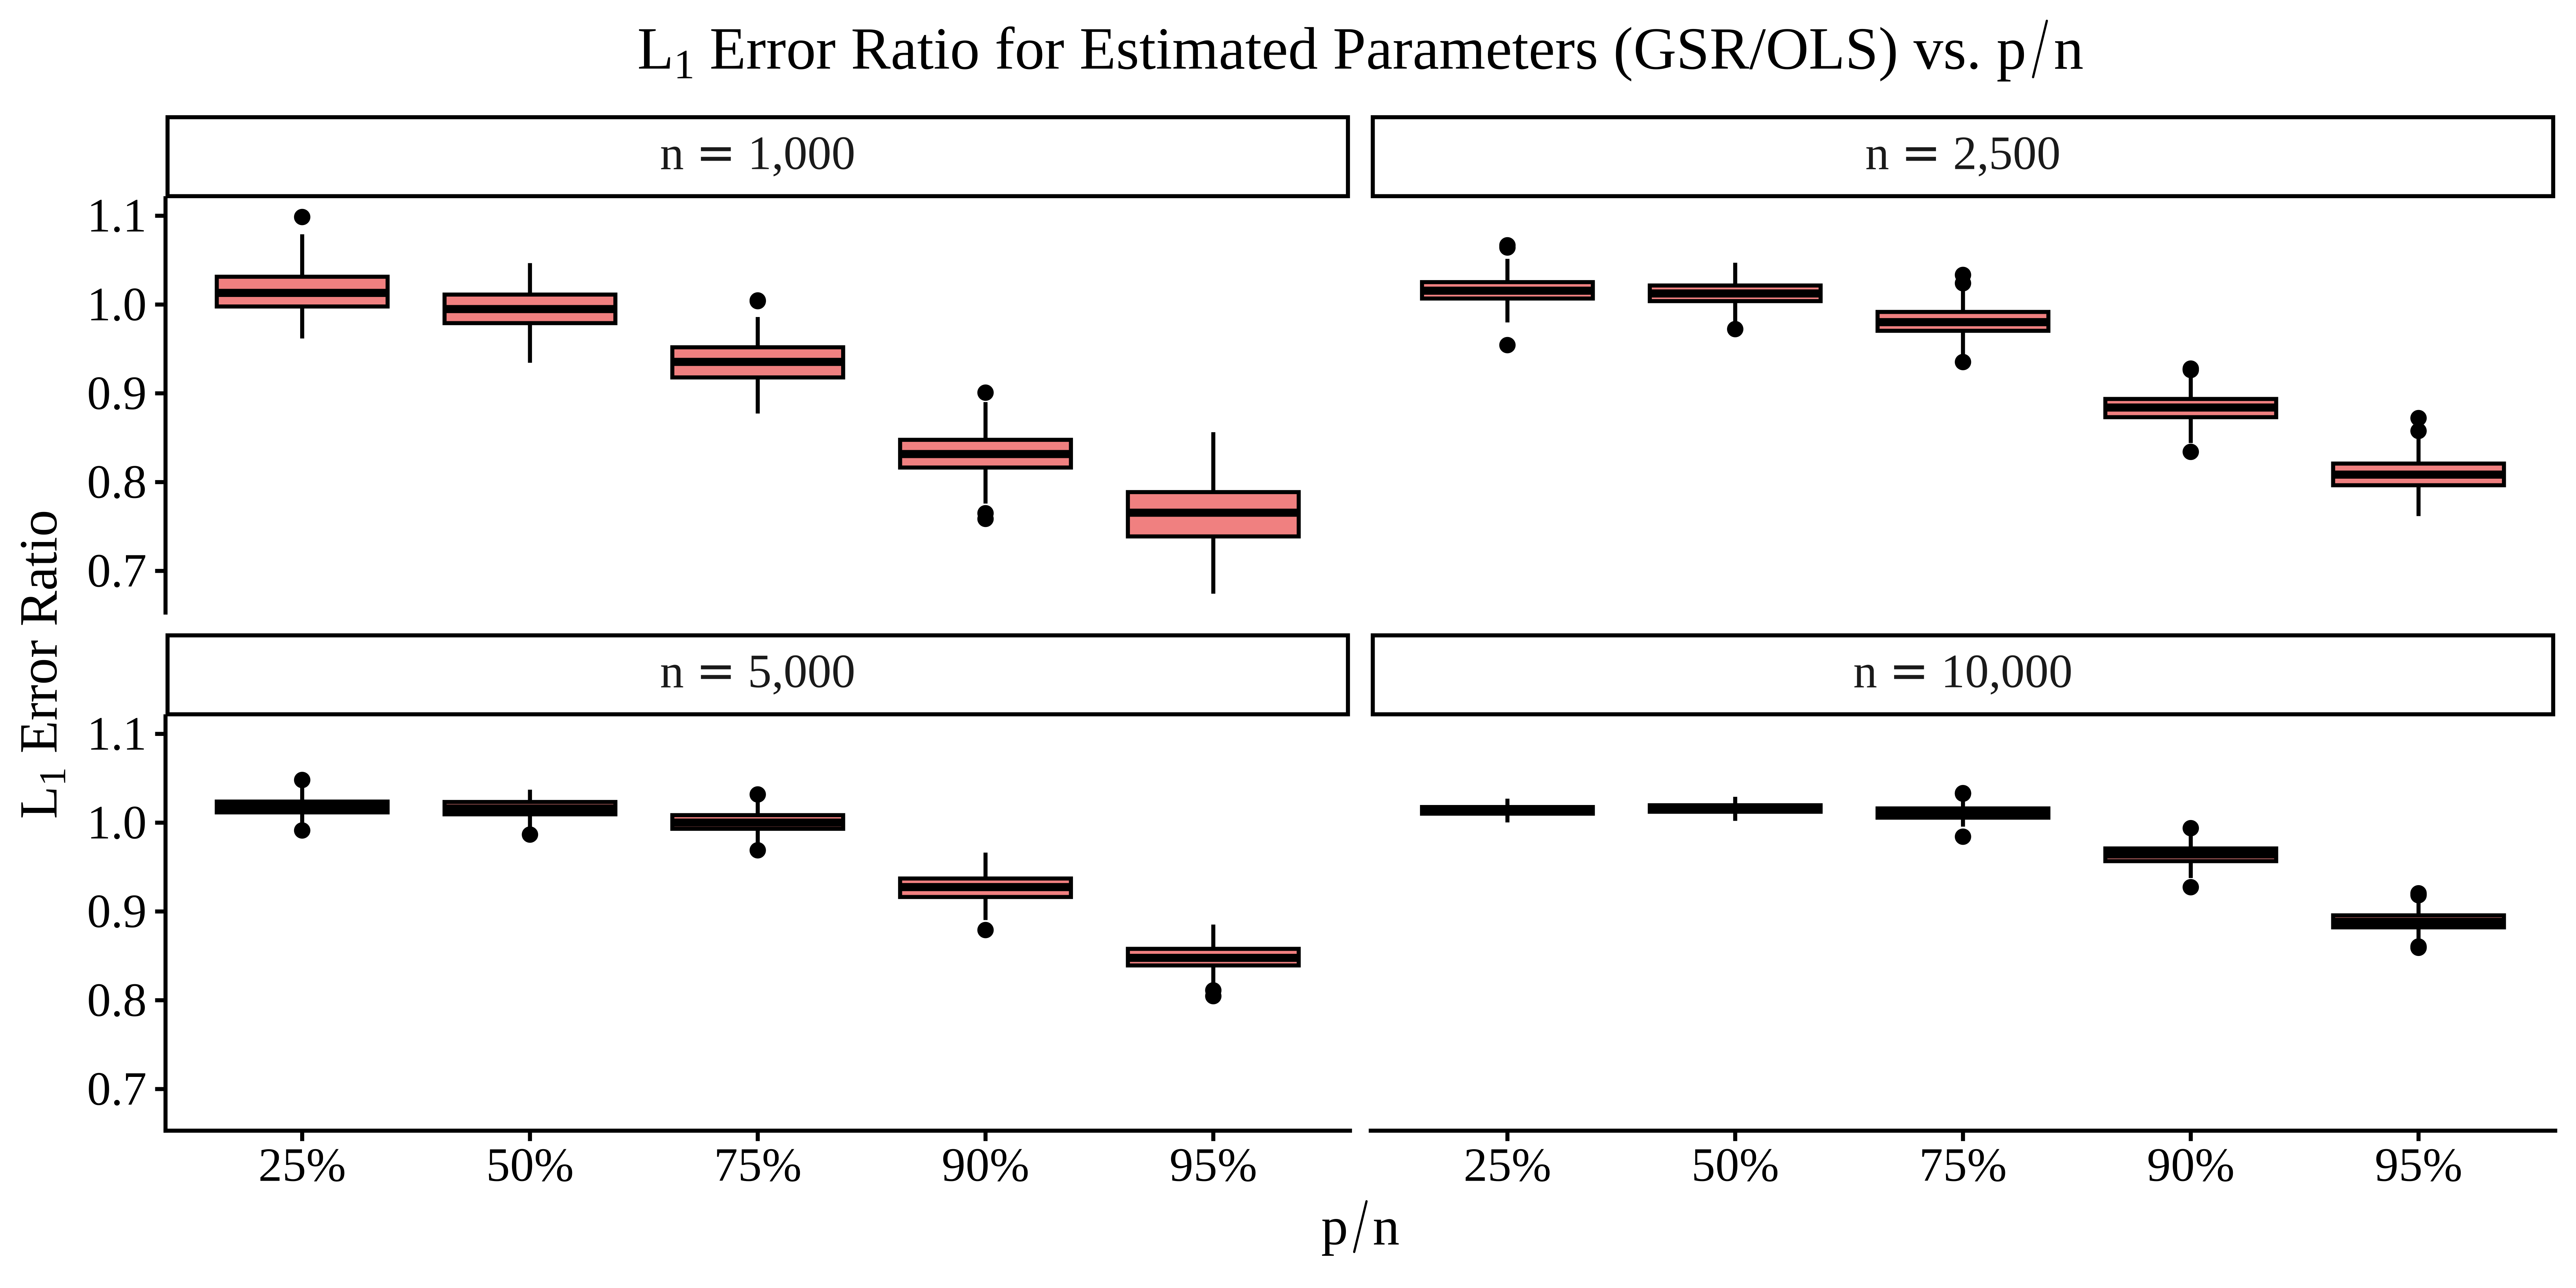 L₁ Error Ratio for Estimated Parameters (GSR/OLS) vs. p/n
n = 1,000
n = 2,500
1.1
1.0
0.9
0.8
0.7
L₁ Error Ratio
n = 5,000
n = 10,000
1.1
1.0
0.9
0.8
0.7
25% 50% 75% 90% 95% 25% 50% 75% 90% 95%
p/n